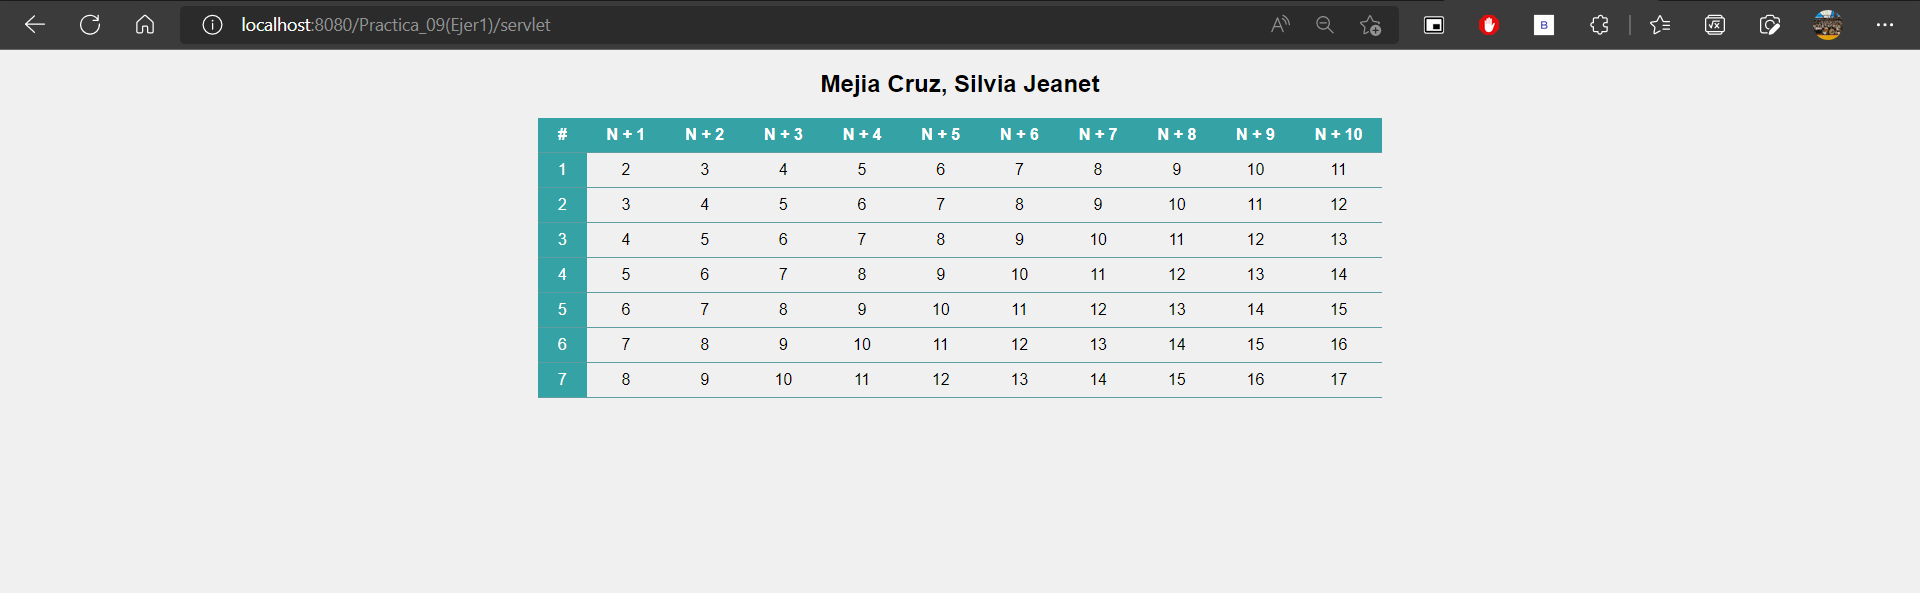 localhost:8080/Practica_09(Ejer1)/servlet
Mejia Cruz, Silvia Jeanet
# N + 1 N + 2 N + 3 N + 4 N + 5 N + 6 N + 7 N + 8 N + 9 N + 10
1 2 3 4 5 6 7 8 9 10 11
2 3 4 5 6 7 8 9 10 11 12
3 4 5 6 7 8 9 10 11 12 13
4 5 6 7 8 9 10 11 12 13 14
5 6 7 8 9 10 11 12 13 14 15
6 7 8 9 10 11 12 13 14 15 16
7 8 9 10 11 12 13 14 15 16 17